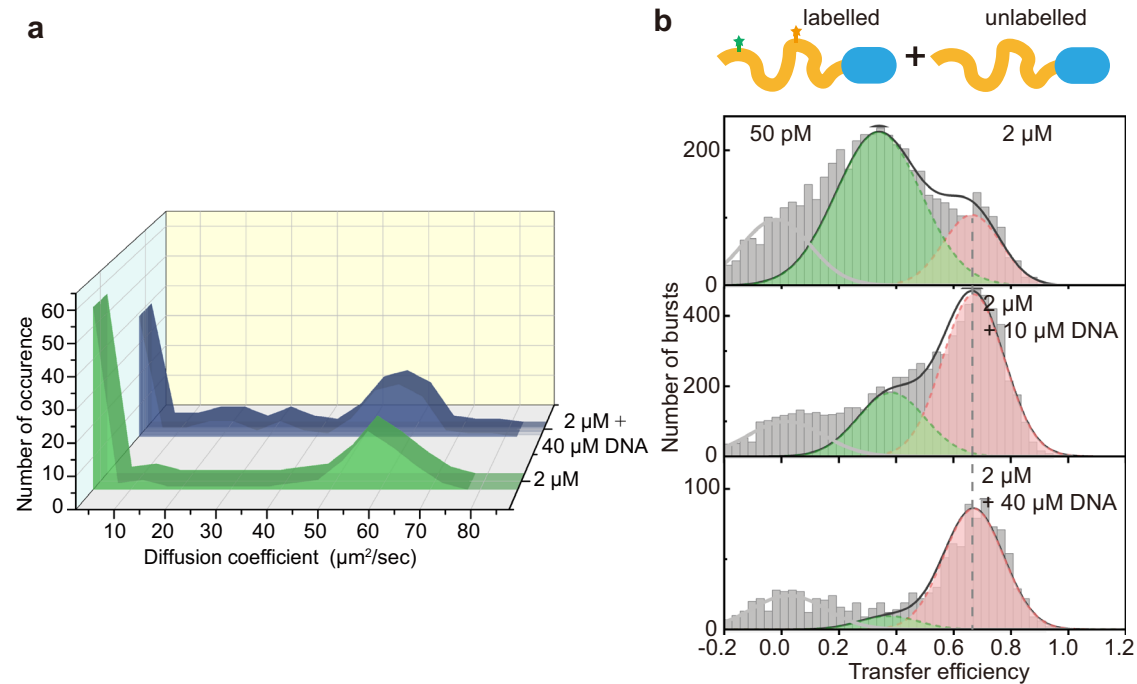 a
Number of occurence
60
50
40
30
20
10
0
10 20 30 40 50 60 70 80
Diffusion coefficient (µm²/sec)
2 µM +
40 µM DNA
2 µM
b
labelled unlabelled
+
50 pM 2 µM
200
0
2 µM
+ 10 µM DNA
400
200
0
2 µM
+ 40 µM DNA
100
0
Number of bursts
-0.2 0.0 0.2 0.4 0.6 0.8 1.0 1.2
Transfer efficiency